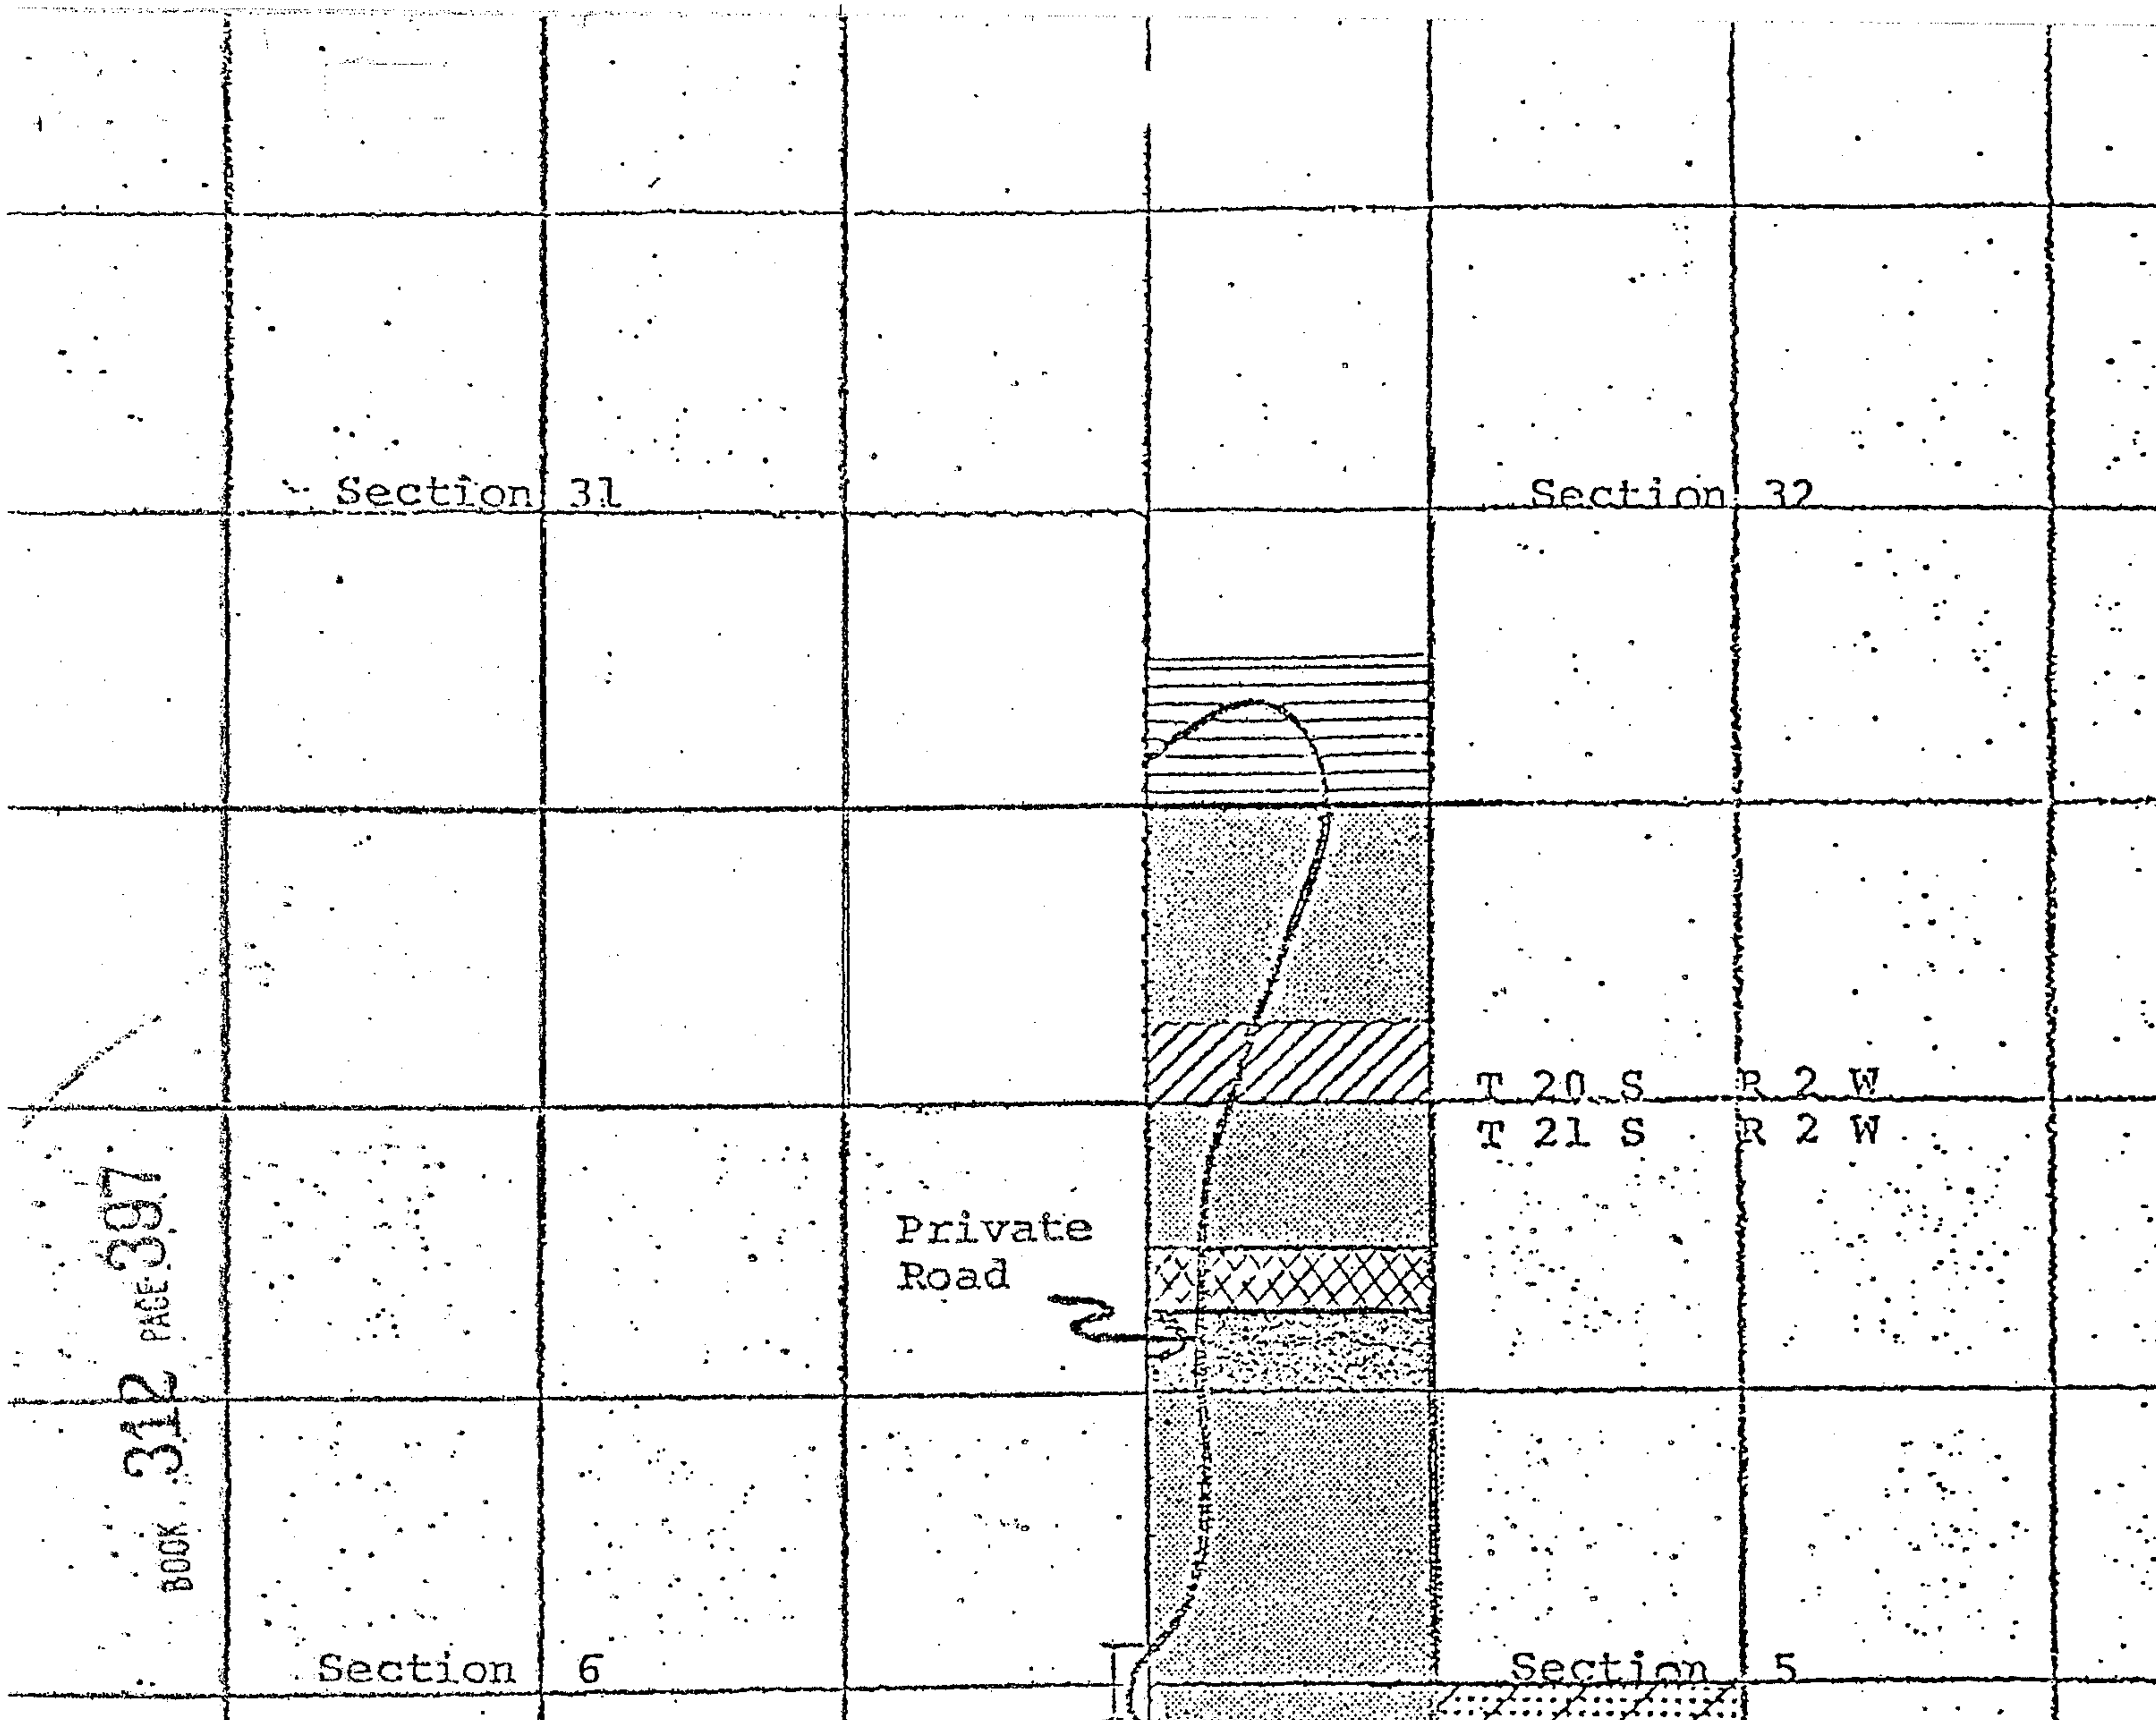 Section 31
Section 32
T 20 S R 2 W
T 21 S R 2 W
Private
Road
BOOK 312 PAGE 397
Section 6
Section 5